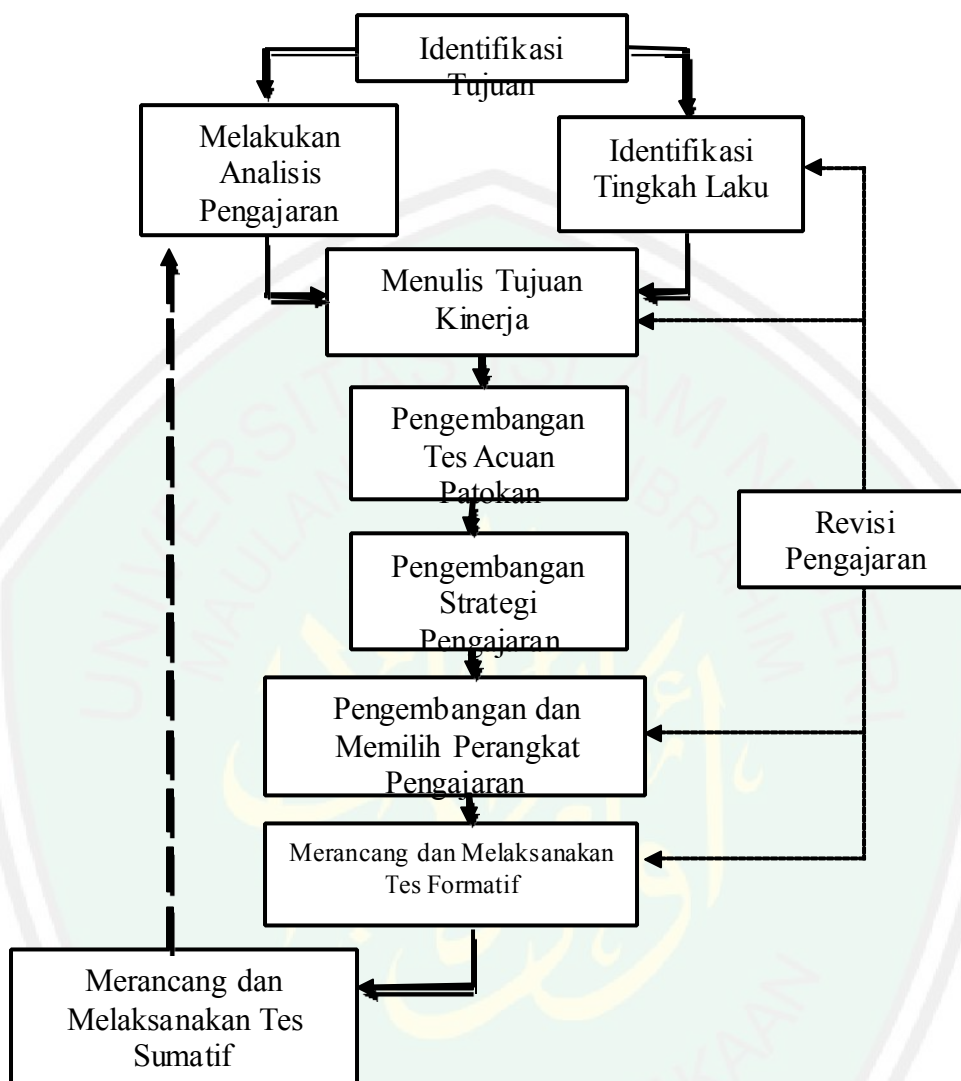 Identifikasi
Tujuan
Melakukan
Analisis
Pengajaran
Identifikasi
Tingkah Laku
Menulis Tujuan
Kinerja
Pengembangan
Tes Acuan
Patokan
Revisi
Pengajaran
Pengembangan
Strategi
Pengajaran
Pengembangan dan
Memilih Perangkat
Pengajaran
Merancang dan Melaksanakan
Tes Formatif
Merancang dan
Melaksanakan Tes
Sumatif